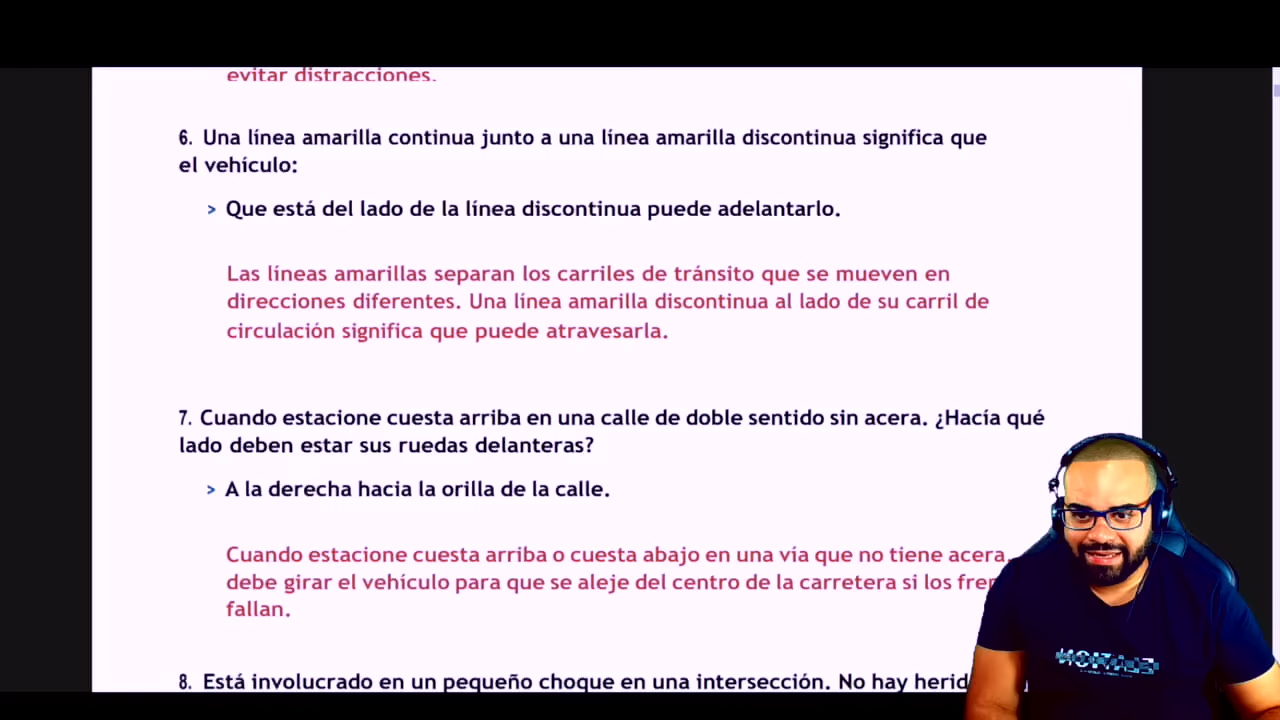 evitar distracciones.
6. Una línea amarilla continua junto a una línea amarilla discontinua significa que
el vehículo:
> Que está del lado de la línea discontinua puede adelantarlo.
Las líneas amarillas separan los carriles de tránsito que se mueven en
direcciones diferentes. Una línea amarilla discontinua al lado de su carril de
circulación significa que puede atravesarla.
7. Cuando estacione cuesta arriba en una calle de doble sentido sin acera. ¿Hacía qué
lado deben estar sus ruedas delanteras?
> A la derecha hacia la orilla de la calle.
Cuando estacione cuesta arriba o cuesta abajo en una vía que no tiene acera,
debe girar el vehículo para que se aleje del centro de la carretera si los
fallan.
8. Está involucrado en un pequeño choque en una intersección. No hay